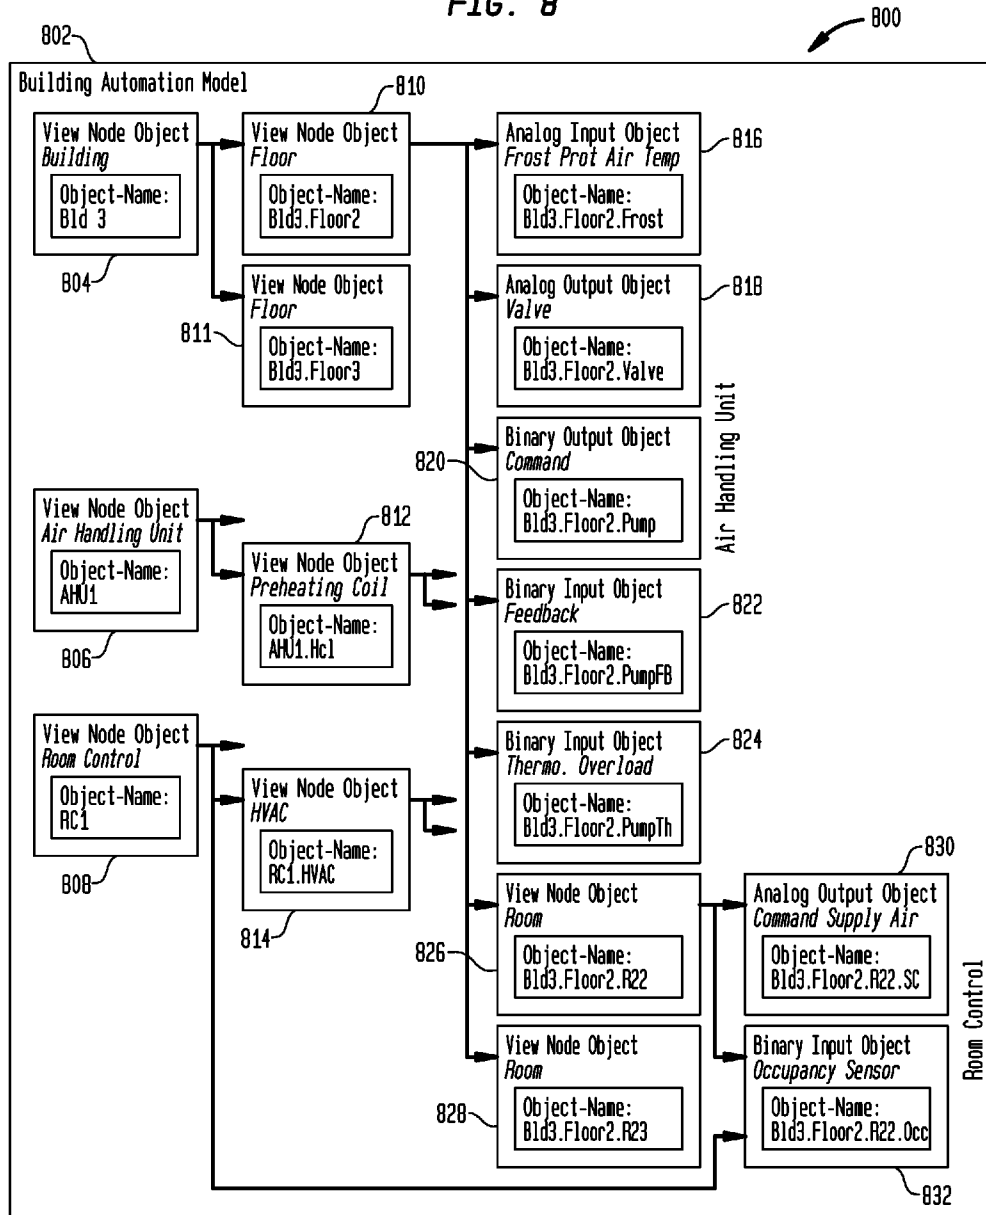 FIG. 8
800
802
Building Automation Model
View Node Object
Building
Object-Name:
Bld 3
804
810
View Node Object
Floor
Object-Name:
Bld3.Floor2
Analog Input Object
Frost Prot Air Temp
Object-Name:
Bld3.Floor2.Frost
816
View Node Object
Floor
Object-Name:
Bld3.Floor3
811
Analog Output Object
Valve
Object-Name:
Bld3.Floor2.Valve
818
Binary Output Object
Command
Object-Name:
Bld3.Floor2.Pump
820
Air Handling Unit
View Node Object
Air Handling Unit
Object-Name:
AHU1
806
812
View Node Object
Preheating Coil
Object-Name:
AHU1.Hcl
Binary Input Object
Feedback
Object-Name:
Bld3.Floor2.PumpFB
822
View Node Object
Room Control
Object-Name:
RC1
808
View Node Object
HVAC
Object-Name:
RC1.HVAC
814
Binary Input Object
Thermo. Overload
Object-Name:
Bld3.Floor2.PumpTh
824
View Node Object
Room
Object-Name:
Bld3.Floor2.R22
826
830
Analog Output Object
Command Supply Air
Object-Name:
Bld3.Floor2.R22.SC
View Node Object
Room
Object-Name:
Bld3.Floor2.R23
828
Binary Input Object
Occupancy Sensor
Object-Name:
Bld3.Floor2.R22.Occ
832
Room Control